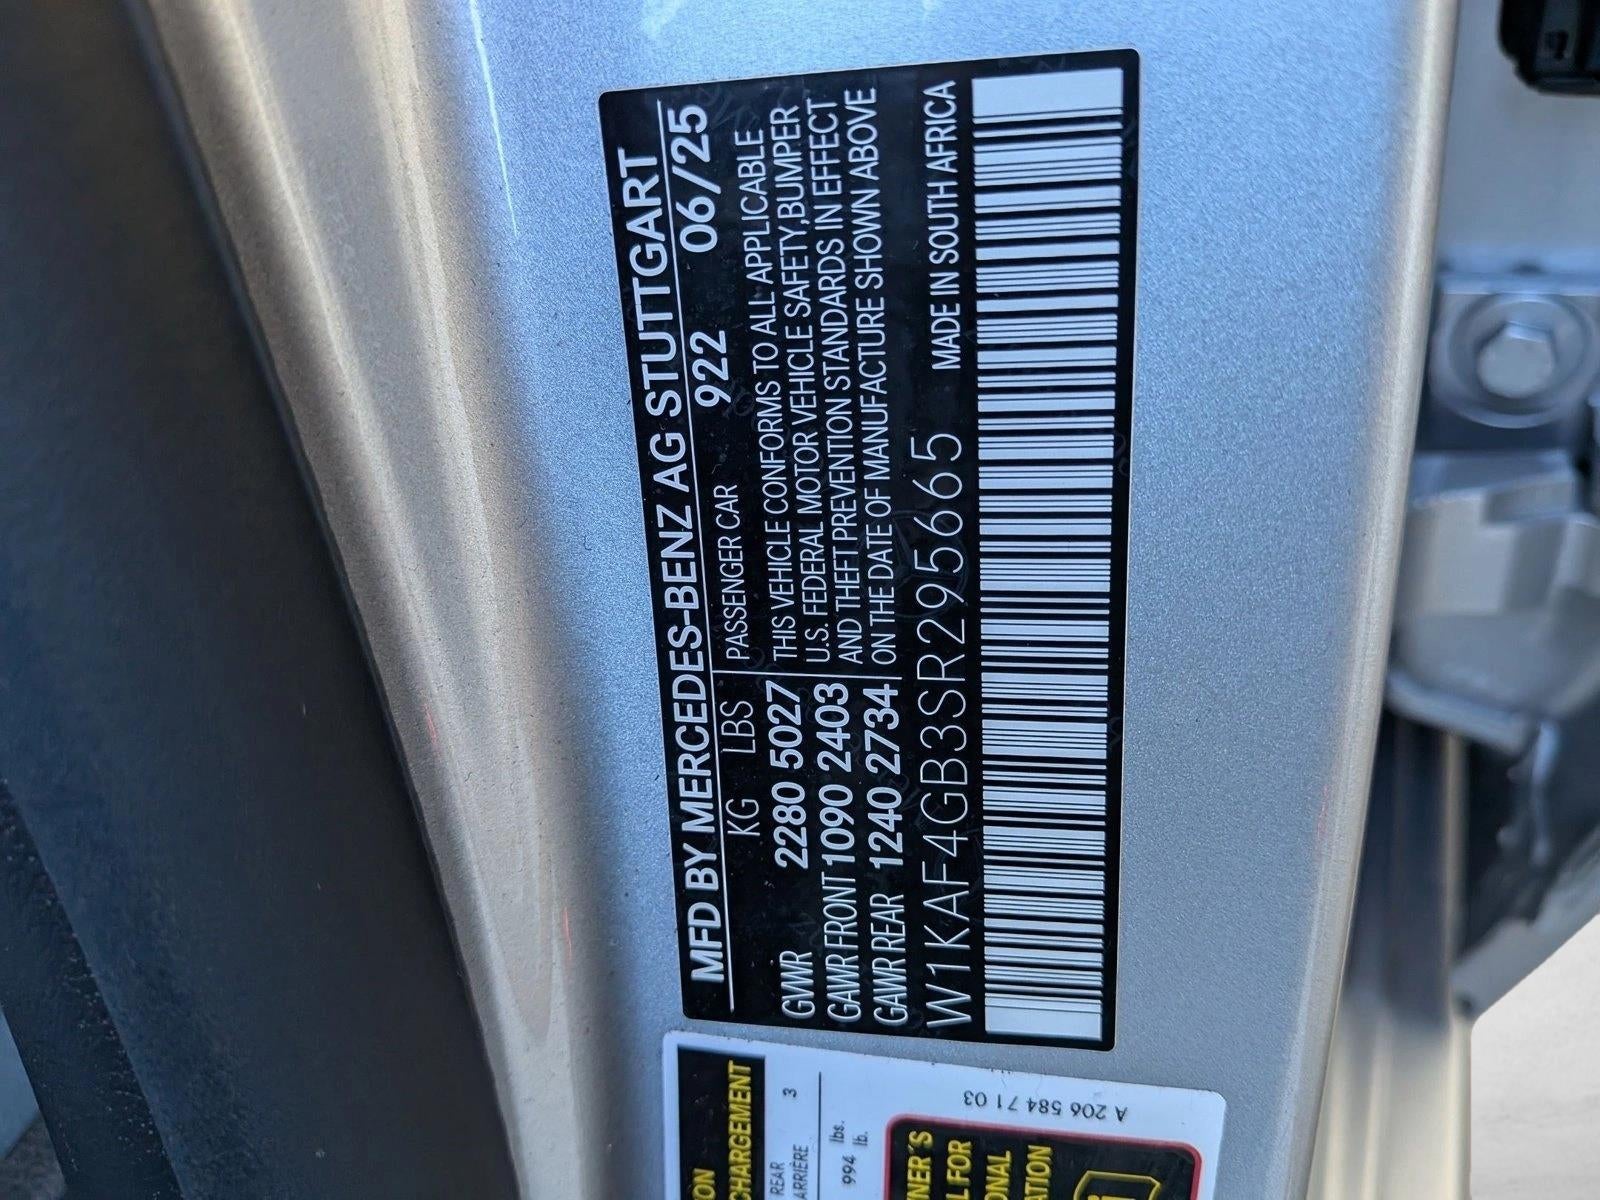 MFD BY MERCEDES-BENZ AG STUTTGART
922 06/25
KG LBS
GVWR 2280 5027
GAWR FRONT 1090 2403
GAWR REAR 1240 2734
PASSENGER CAR
THIS VEHICLE CONFORMS TO ALL APPLICABLE
U.S. FEDERAL MOTOR VEHICLE SAFETY,BUMPER
AND THEFT PREVENTION STANDARDS IN EFFECT
ON THE DATE OF MANUFACTURE SHOWN ABOVE
W1KAF4GB3SR295665 MADE IN SOUTH AFRICA
CHARGEMENT
REAR 3
ARRIÈRE
994 lbs.
lb.
A 206 584 71 03